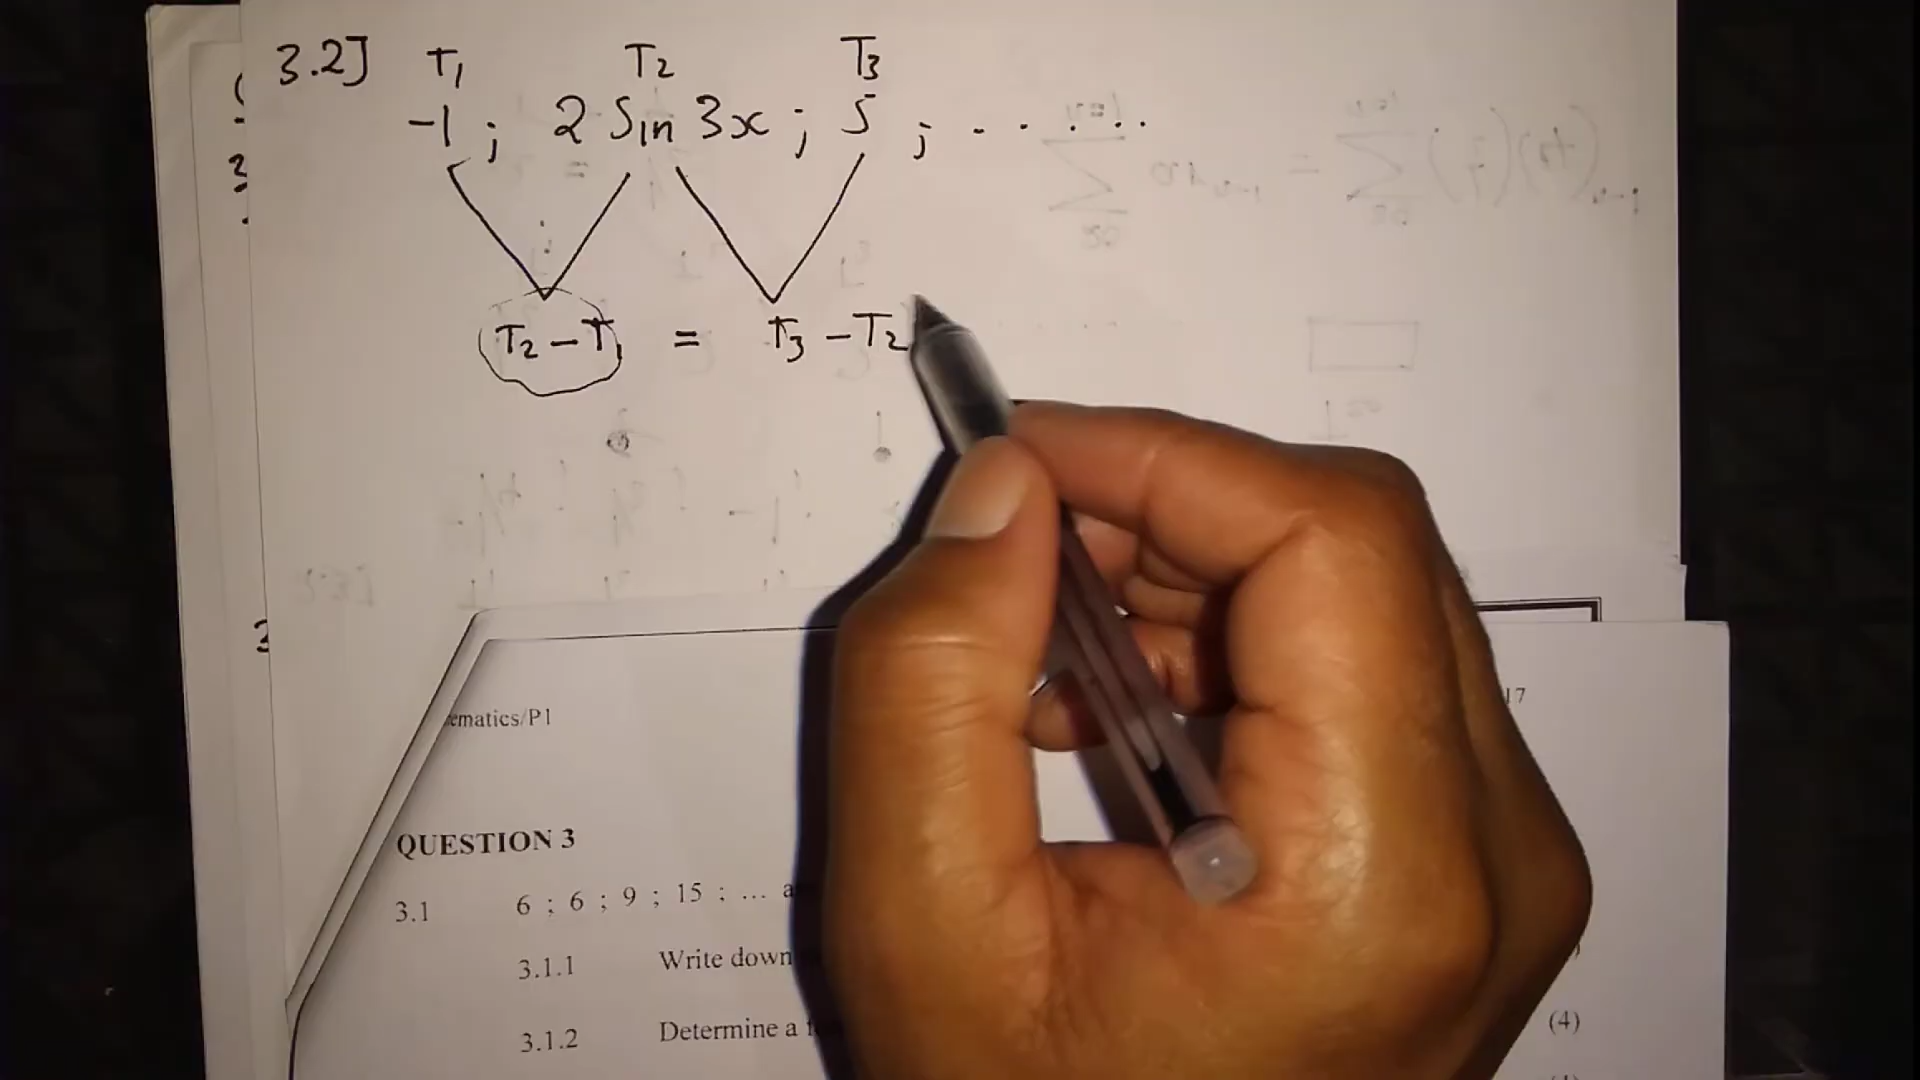 3.2] T1 T2 T3
-1 ; 2 Sin 3x ; 5 ; . . . . .
T2 - T1 = T3 - T2
ematics/P1
17
QUESTION 3
3.1 6 ; 6 ; 9 ; 15 ; ...
3.1.1 Write down
3.1.2 Determine a (4)